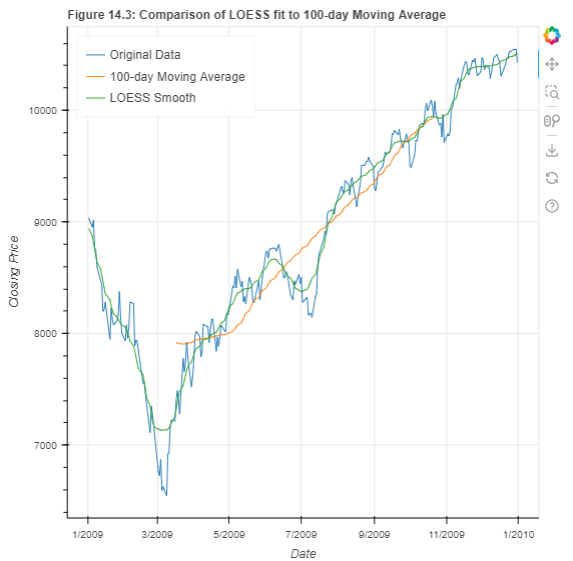 Figure 14.3: Comparison of LOESS fit to 100-day Moving Average
Original Data
100-day Moving Average
LOESS Smooth
10000
9000
8000
7000
Closing Price
1/2009 3/2009 5/2009 7/2009 9/2009 11/2009 1/2010
Date